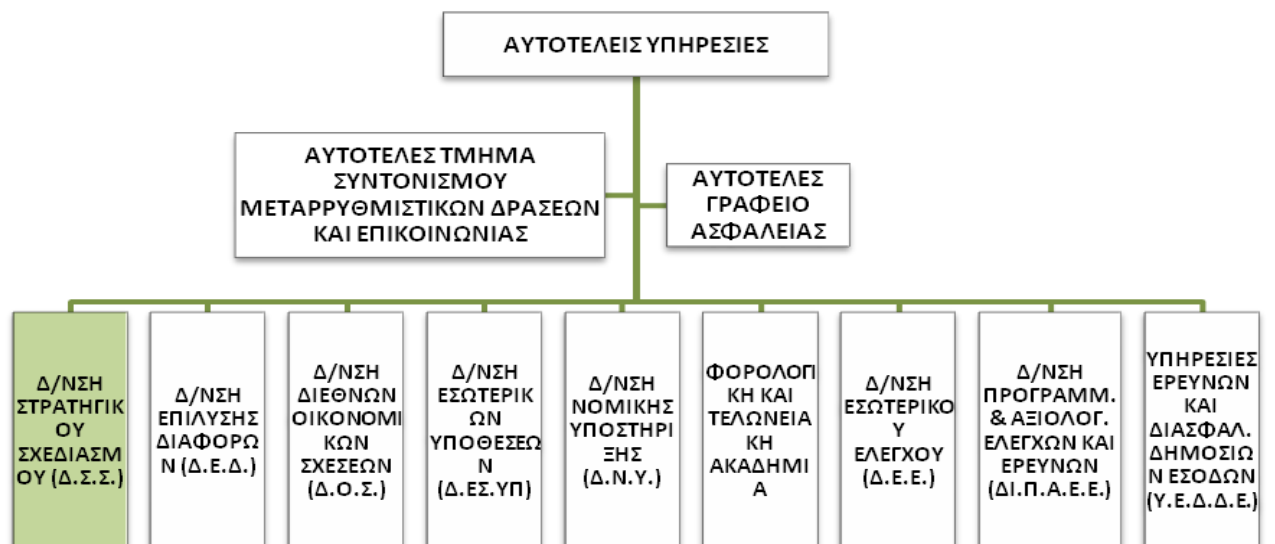 ΑΥΤΟΤΕΛΕΙΣ ΥΠΗΡΕΣΙΕΣ
ΑΥΤΟΤΕΛΕΣ ΤΜΗΜΑ
ΣΥΝΤΟΝΙΣΜΟΥ
ΜΕΤΑΡΡΥΘΜΙΣΤΙΚΩΝ ΔΡΑΣΕΩΝ
ΚΑΙ ΕΠΙΚΟΙΝΩΝΙΑΣ
ΑΥΤΟΤΕΛΕΣ
ΓΡΑΦΕΙΟ
ΑΣΦΑΛΕΙΑΣ
Δ/ΝΣΗ
ΣΤΡΑΤΗΓΙΚ
ΟΥ
ΣΧΕΔΙΑΣΜ
ΟΥ (Δ.Σ.Σ.)
Δ/ΝΣΗ
ΕΠΙΛΥΣΗΣ
ΔΙΑΦΟΡΩ
Ν (Δ.Ε.Δ.)
Δ/ΝΣΗ
ΔΙΕΘΝΩΝ
ΟΙΚΟΝΟΜΙ
ΚΩΝ
ΣΧΕΣΕΩΝ
(Δ.Ο.Σ.)
Δ/ΝΣΗ
ΕΣΩΤΕΡΙΚ
ΩΝ
ΥΠΟΘΕΣΕΩ
Ν
(Δ.ΕΣ.ΥΠ)
Δ/ΝΣΗ
ΝΟΜΙΚΗΣ
ΥΠΟΣΤΗΡΙ
ΞΗΣ
(Δ.Ν.Υ.)
ΦΟΡΟΛΟΓΙ
ΚΗ ΚΑΙ
ΤΕΛΩΝΕΙΑ
ΚΗ
ΑΚΑΔΗΜΙ
Α
Δ/ΝΣΗ
ΕΣΩΤΕΡΙΚΟ
Υ
ΕΛΕΓΧΟΥ
(Δ.Ε.Ε.)
Δ/ΝΣΗ
ΠΡΟΓΡΑΜΜ.
& ΑΞΙΟΛΟΓ.
ΕΛΕΓΧΩΝ ΚΑΙ
ΕΡΕΥΝΩΝ
(ΔΙ.Π.Α.Ε.Ε.)
ΥΠΗΡΕΣΙΕΣ
ΕΡΕΥΝΩΝ
ΚΑΙ
ΔΙΑΣΦΑΛ.
ΔΗΜΟΣΙΩ
Ν ΕΣΟΔΩΝ
(Υ.Ε.Δ.Δ.Ε.)